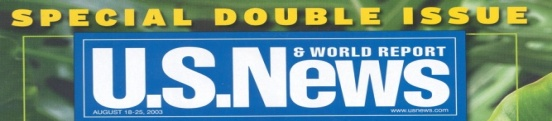 SPECIAL DOUBLE ISSUE
U.S.News
& WORLD REPORT
AUGUST 18-25, 2003
www.usnews.com